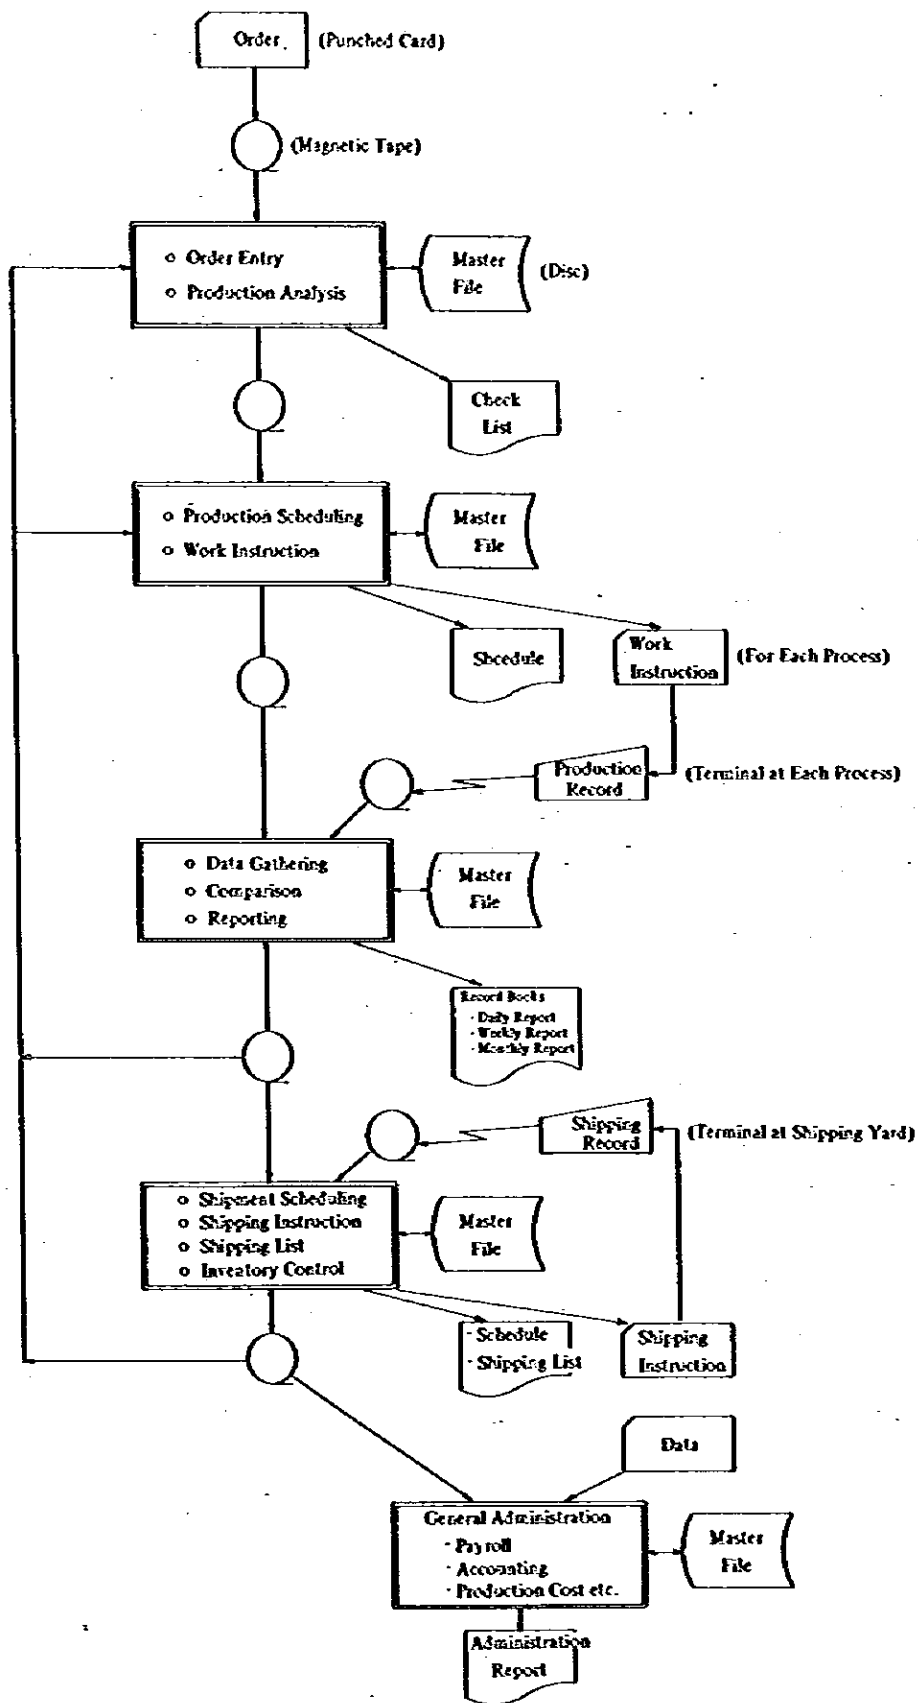 Order
(Punched Card)
(Magnetic Tape)
o Order Entry
o Production Analysis
Master
File
(Disc)
Check
List
o Production Scheduling
o Work Instruction
Master
File
Shcedule
Work
Instruction
(For Each Process)
Production
Record
(Terminal at Each Process)
o Data Gathering
o Comparison
o Reporting
Master
File
Record Books
- Daily Report
- Weekly Report
- Monthly Report
Shipping
Record
(Terminal at Shipping Yard)
o Shipment Scheduling
o Shipping Instruction
o Shipping List
o Inventory Control
Master
File
- Schedule
- Shipping List
Shipping
Instruction
Data
General Administration
- Payroll
- Accounting
- Production Cost etc.
Master
File
Administration
Report